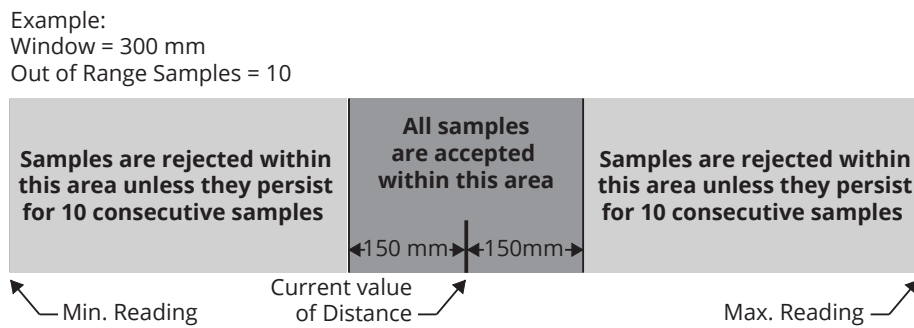 Example:
Window = 300 mm
Out of Range Samples = 10
Samples are rejected within
this area unless they persist
for 10 consecutive samples
All samples
are accepted
within this area
150 mm
150mm
Samples are rejected within
this area unless they persist
for 10 consecutive samples
Min. Reading
Current value
of Distance
Max. Reading